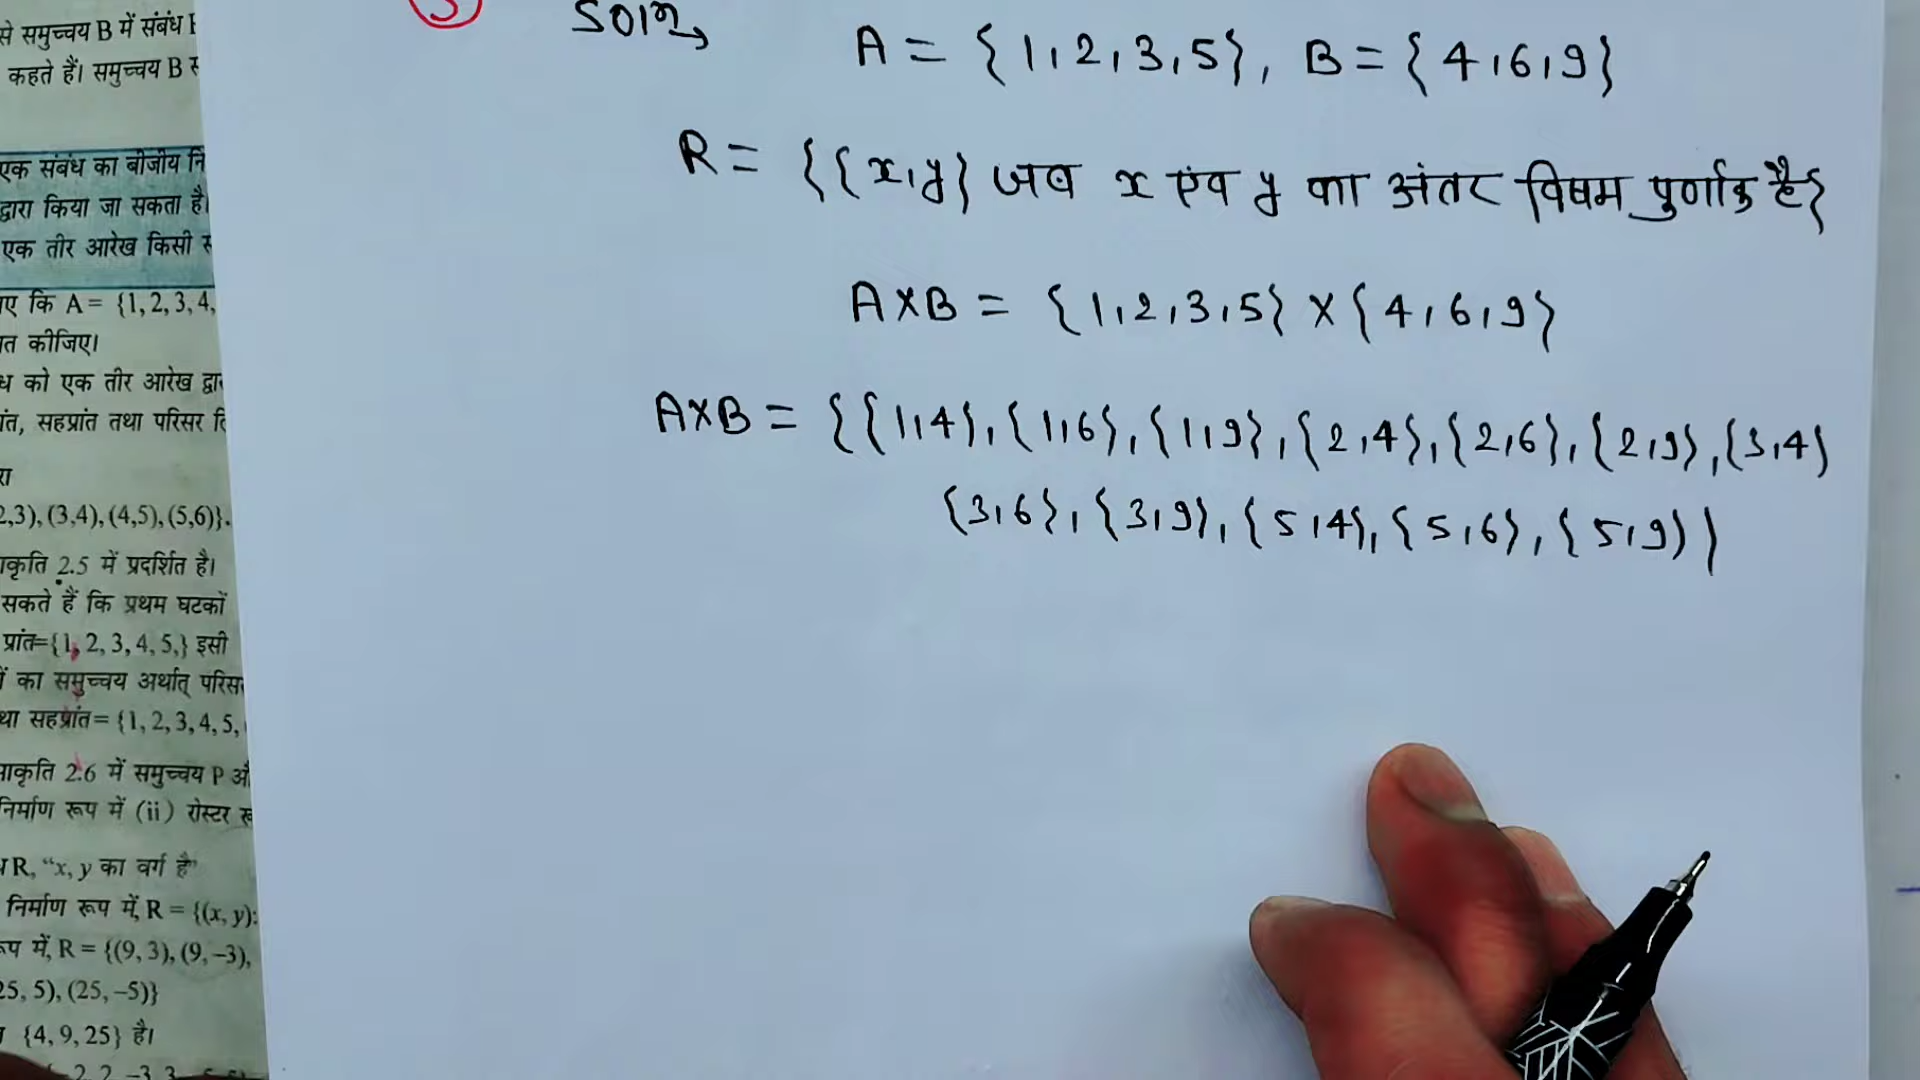 से समुच्चय B में संबंध
कहते हैं। समुच्चय B
एक संबंध का बीजीय
द्वारा किया जा सकता है।
एक तीर आरेख किसी
कि A = {1, 2, 3, 4,
कीजिए।
को एक तीर आरेख
सहप्रांत तथा परिसर
2,3), (3,4), (4,5), (5,6)}.
2.5 में प्रदर्शित है।
सकते हैं कि प्रथम घटकों
प्रांत={1, 2, 3, 4, 5,} इसी
का समुच्चय अर्थात्
सहप्रांत= {1, 2, 3, 4, 5,
2.6 में समुच्चय P
निर्माण रूप में (ii) रोस्टर
R, “x, y का वर्ग है”
निर्माण रूप में, R = {(x, y):
में, R = {(9, 3), (9, –3),
25, 5), (25, –5)}
{4, 9, 25} है।
–2, 2, –3, 3,
Soln→
A = {1,2,3,5}, B = {4,6,9}
R = {{x,y} जब x एंव y का अंतर विषम पुर्णांक है}
A×B = {1,2,3,5} × {4,6,9}
A×B = {{1,4},{1,6},{1,9},{2,4},{2,6},{2,9},(3,4)
{3,6},{3,9},{5,4},{5,6},{5,9)}